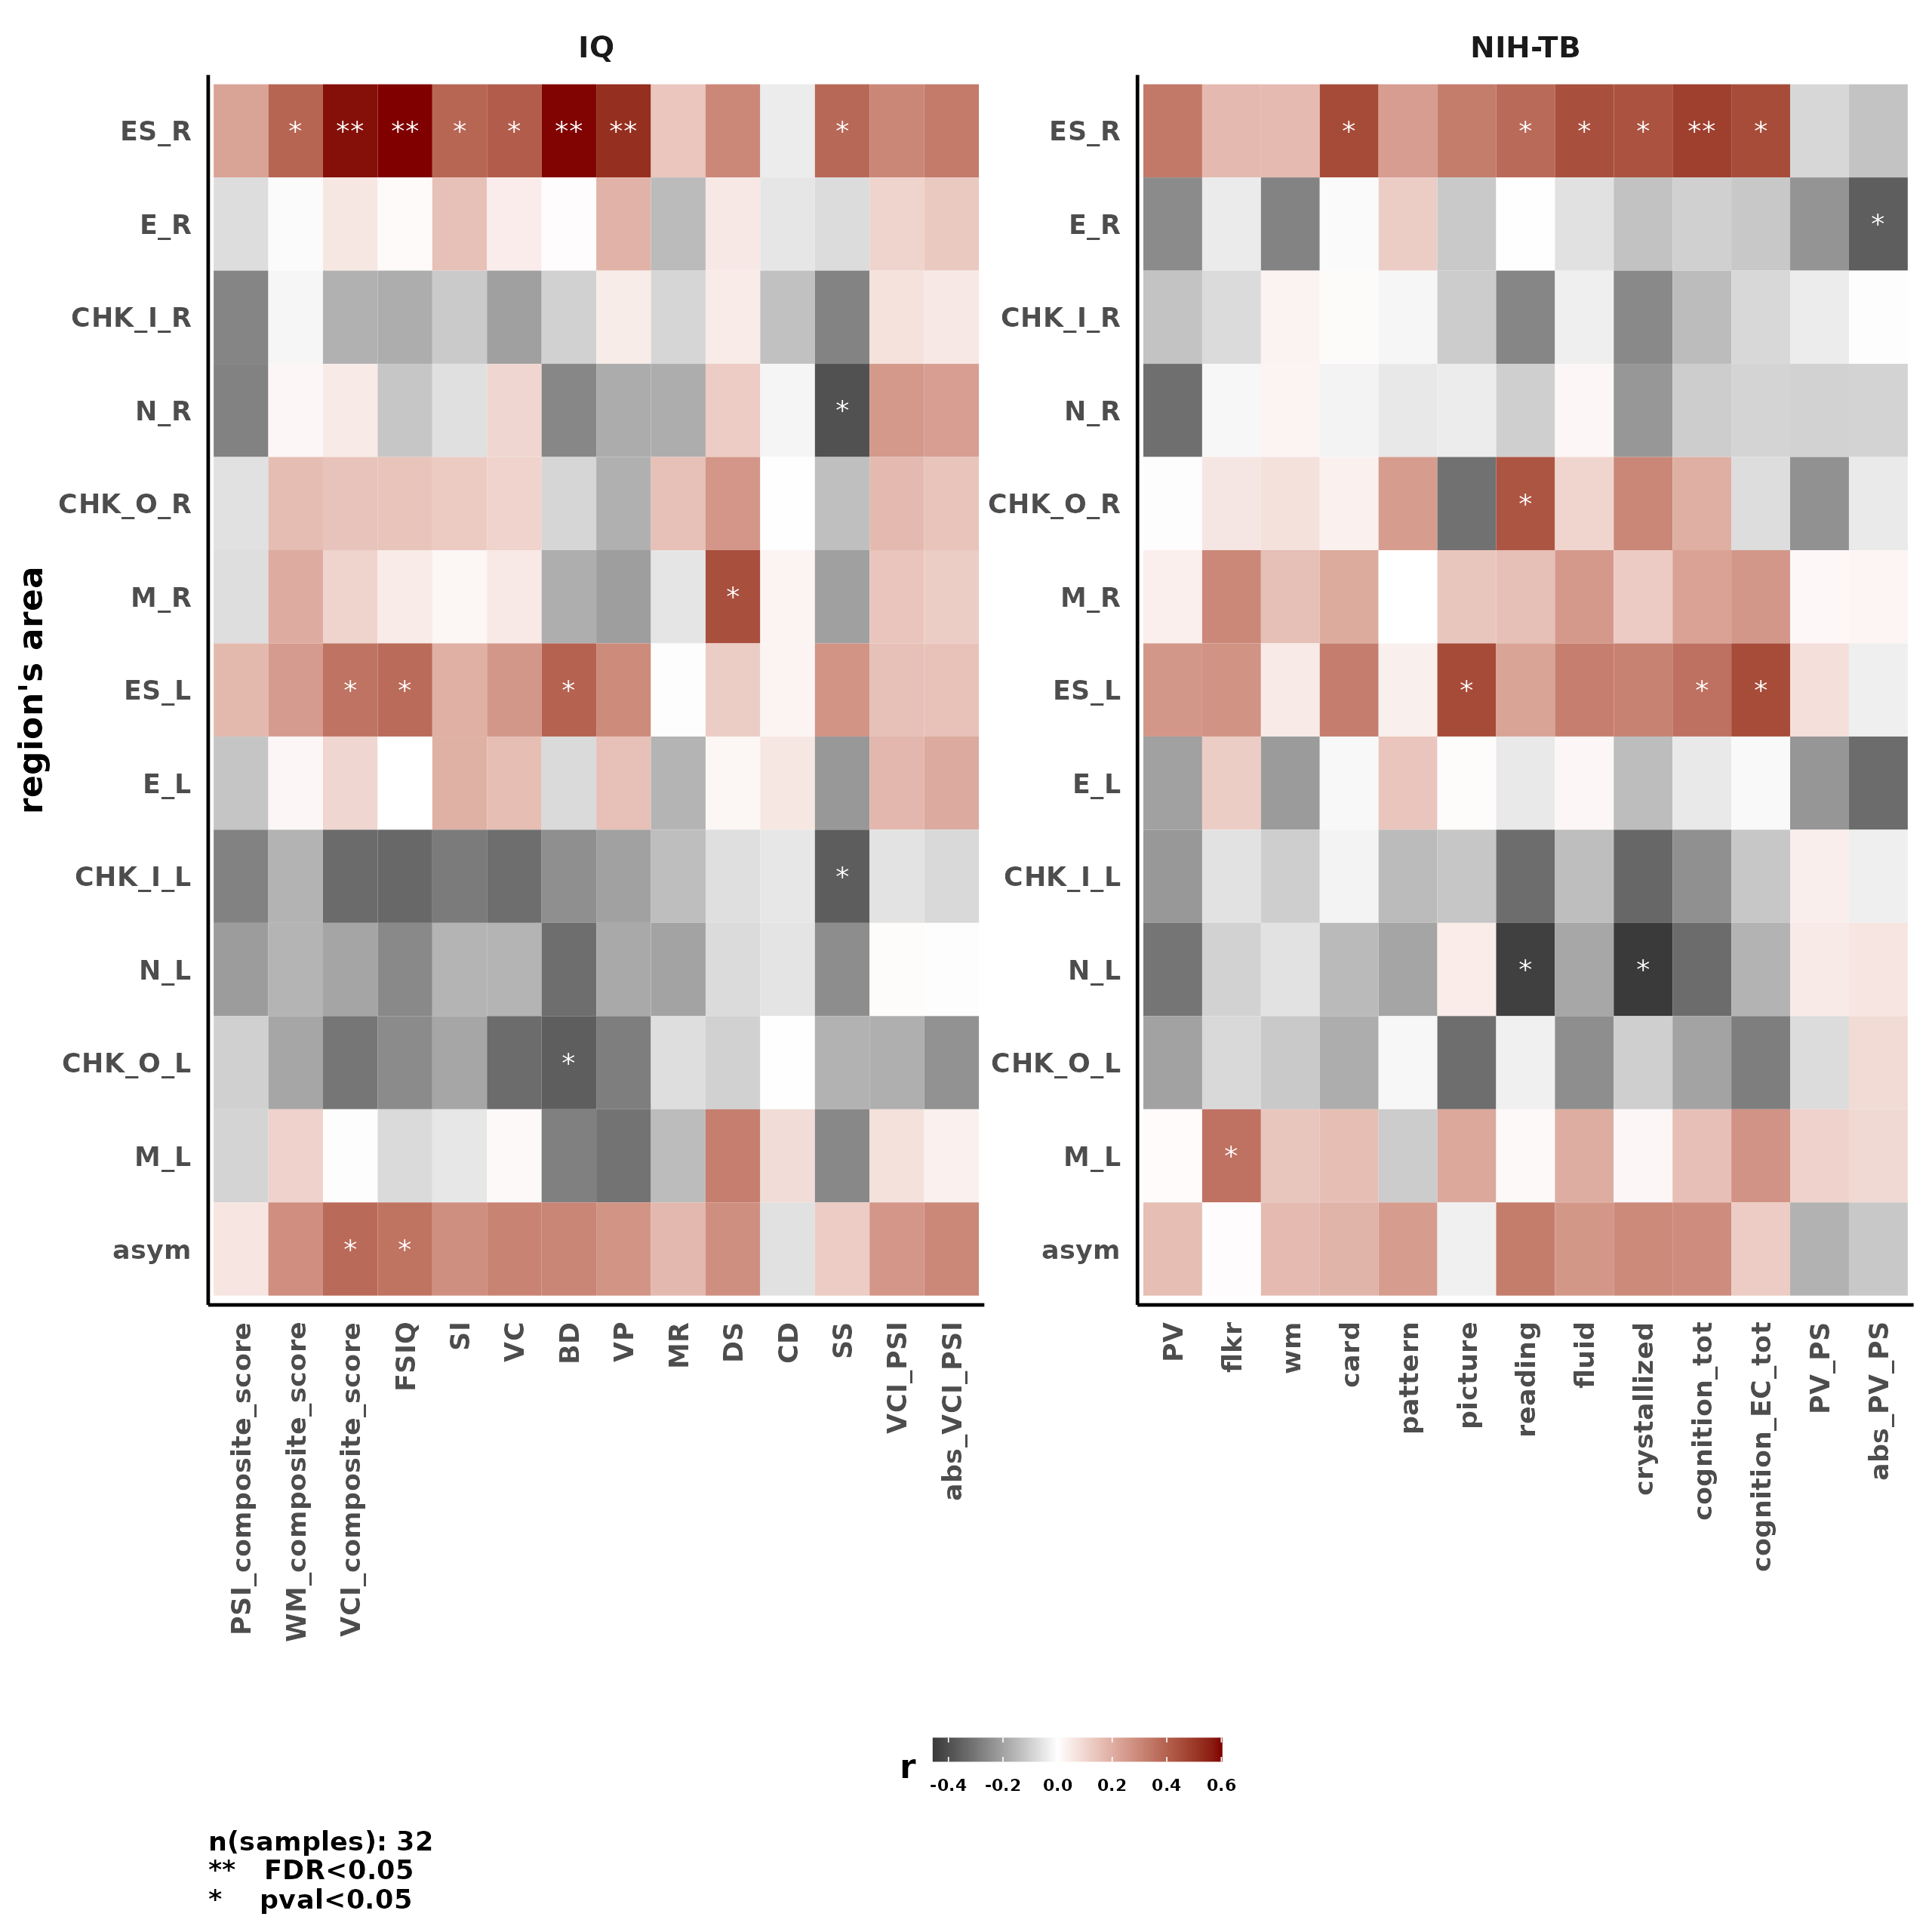 IQ
NIH-TB
region's area
ES_R * ** ** * * ** ** *
ES_R * * * * ** *
E_R
E_R *
CHK_I_R
CHK_I_R
N_R *
N_R
CHK_O_R
CHK_O_R *
M_R *
M_R
ES_L * * *
ES_L * * *
E_L
E_L
CHK_I_L *
CHK_I_L
N_L
N_L * *
CHK_O_L *
CHK_O_L
M_L
M_L *
asym * *
asym
PSI_composite_score
WM_composite_score
VCI_composite_score
FSIQ
SI
VC
BD
VP
MR
DS
CD
SS
VCI_PSI
abs_VCI_PSI
PV
flkr
wm
card
pattern
picture
reading
fluid
crystallized
cognition_tot
cognition_EC_tot
PV_PS
abs_PV_PS
r
-0.4 -0.2 0.0 0.2 0.4 0.6
n(samples): 32
** FDR<0.05
* pval<0.05